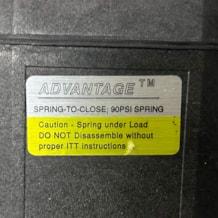 ADVANTAGE™
SPRING-TO-CLOSE; 90PSI SPRING
Caution - Spring under Load
DO NOT Disassemble without
proper ITT instructions